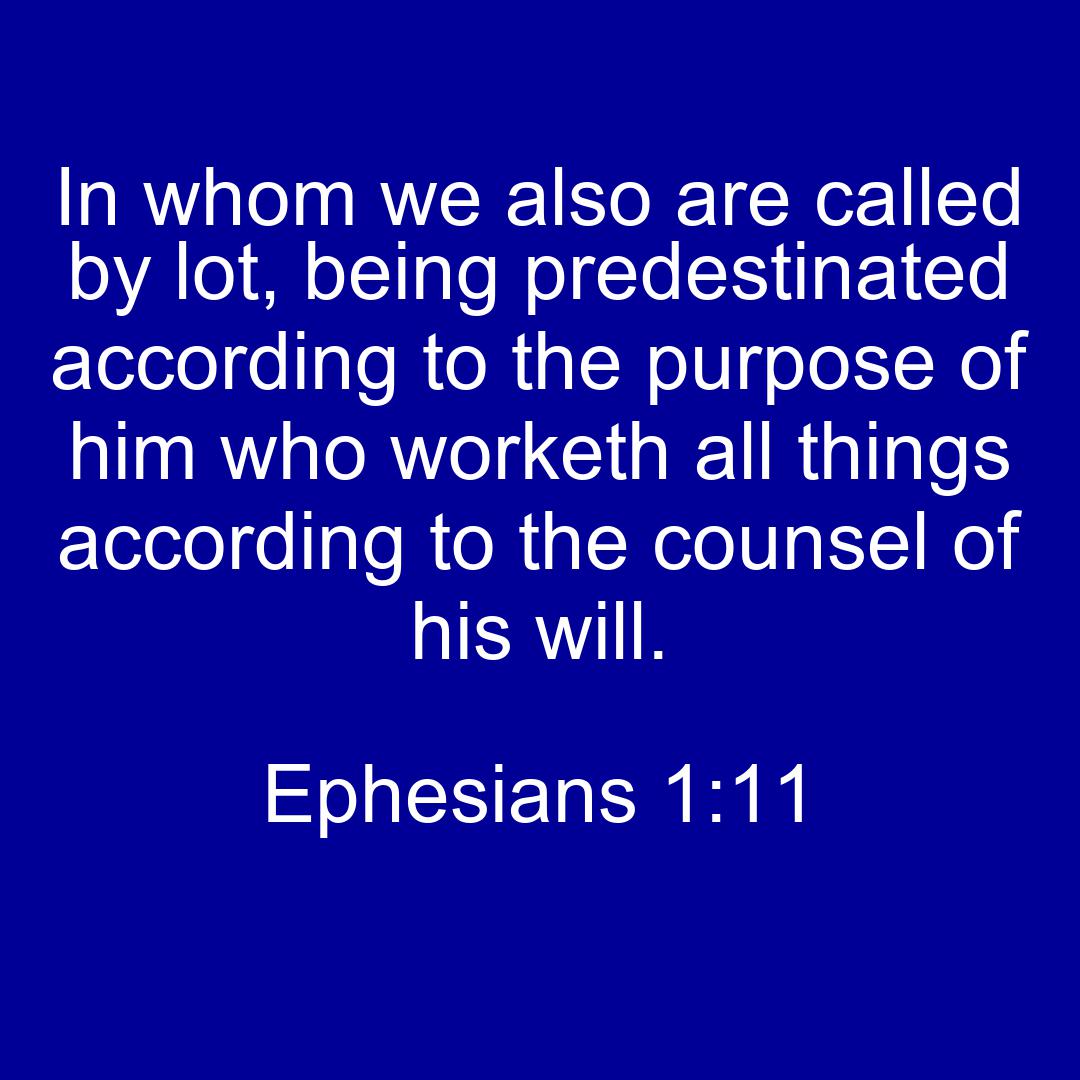 In whom we also are called
by lot, being predestinated
according to the purpose of
him who worketh all things
according to the counsel of
his will.
Ephesians 1:11